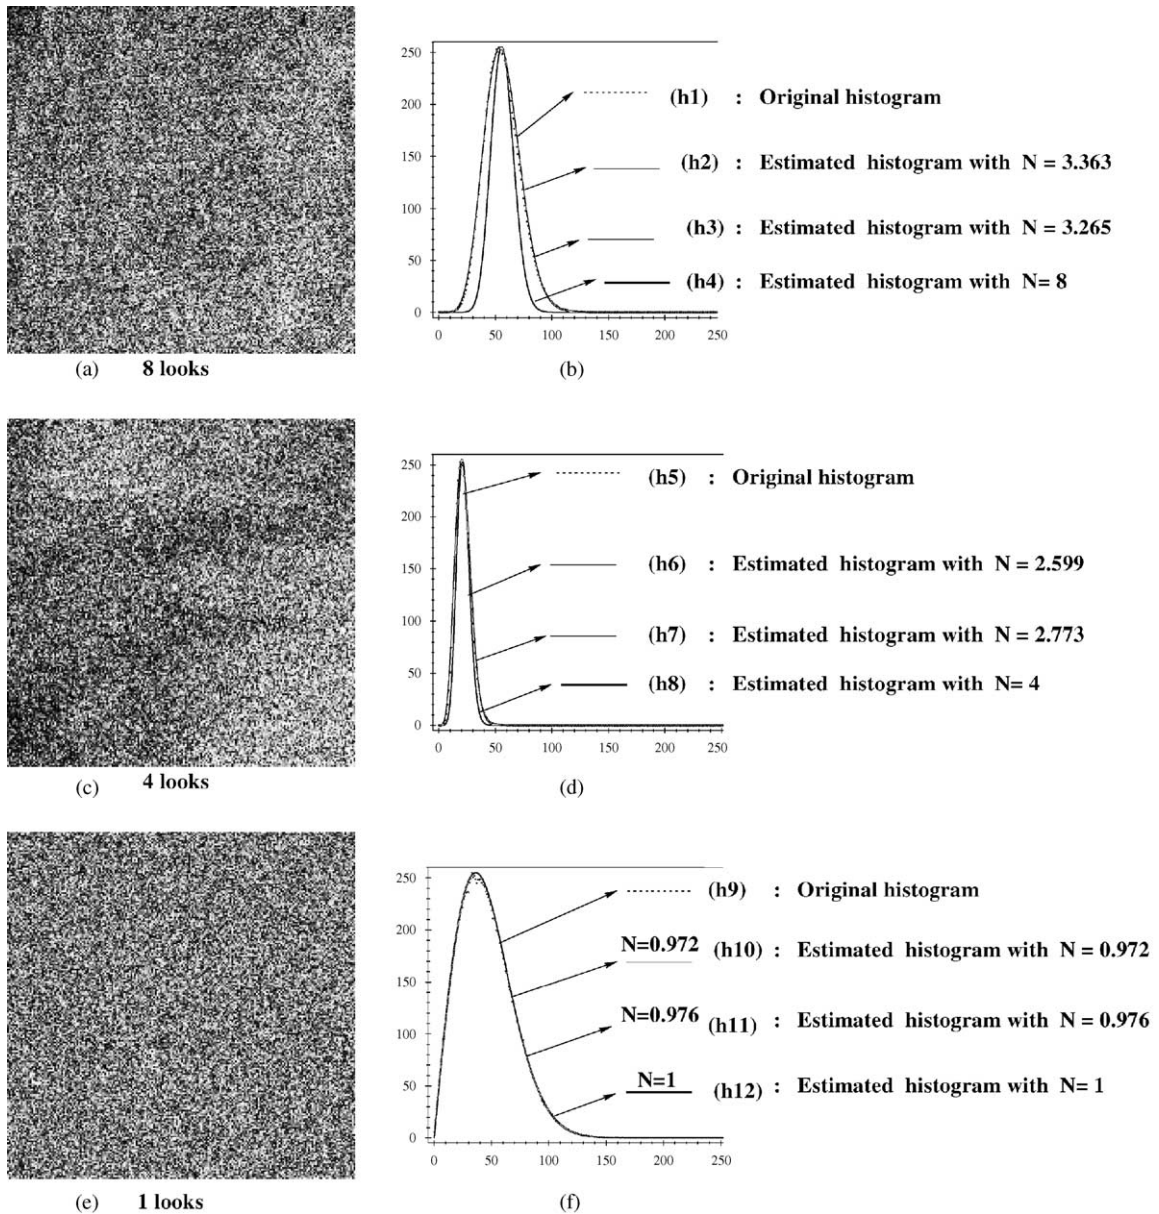 250
200
150
100
50
0
0 50 100 150 200 250
(h1) : Original histogram
(h2) : Estimated histogram with N = 3.363
(h3) : Estimated histogram with N = 3.265
(h4) : Estimated histogram with N= 8
(a) 8 looks
(b)
250
200
150
100
50
0
0 50 100 150 200 250
(h5) : Original histogram
(h6) : Estimated histogram with N = 2.599
(h7) : Estimated histogram with N = 2.773
(h8) : Estimated histogram with N= 4
(c) 4 looks
(d)
250
200
150
100
50
0
0 50 100 150 200 250
(h9) : Original histogram
N=0.972 (h10) : Estimated histogram with N = 0.972
N=0.976 (h11) : Estimated histogram with N = 0.976
N=1 (h12) : Estimated histogram with N= 1
(e) 1 looks
(f)